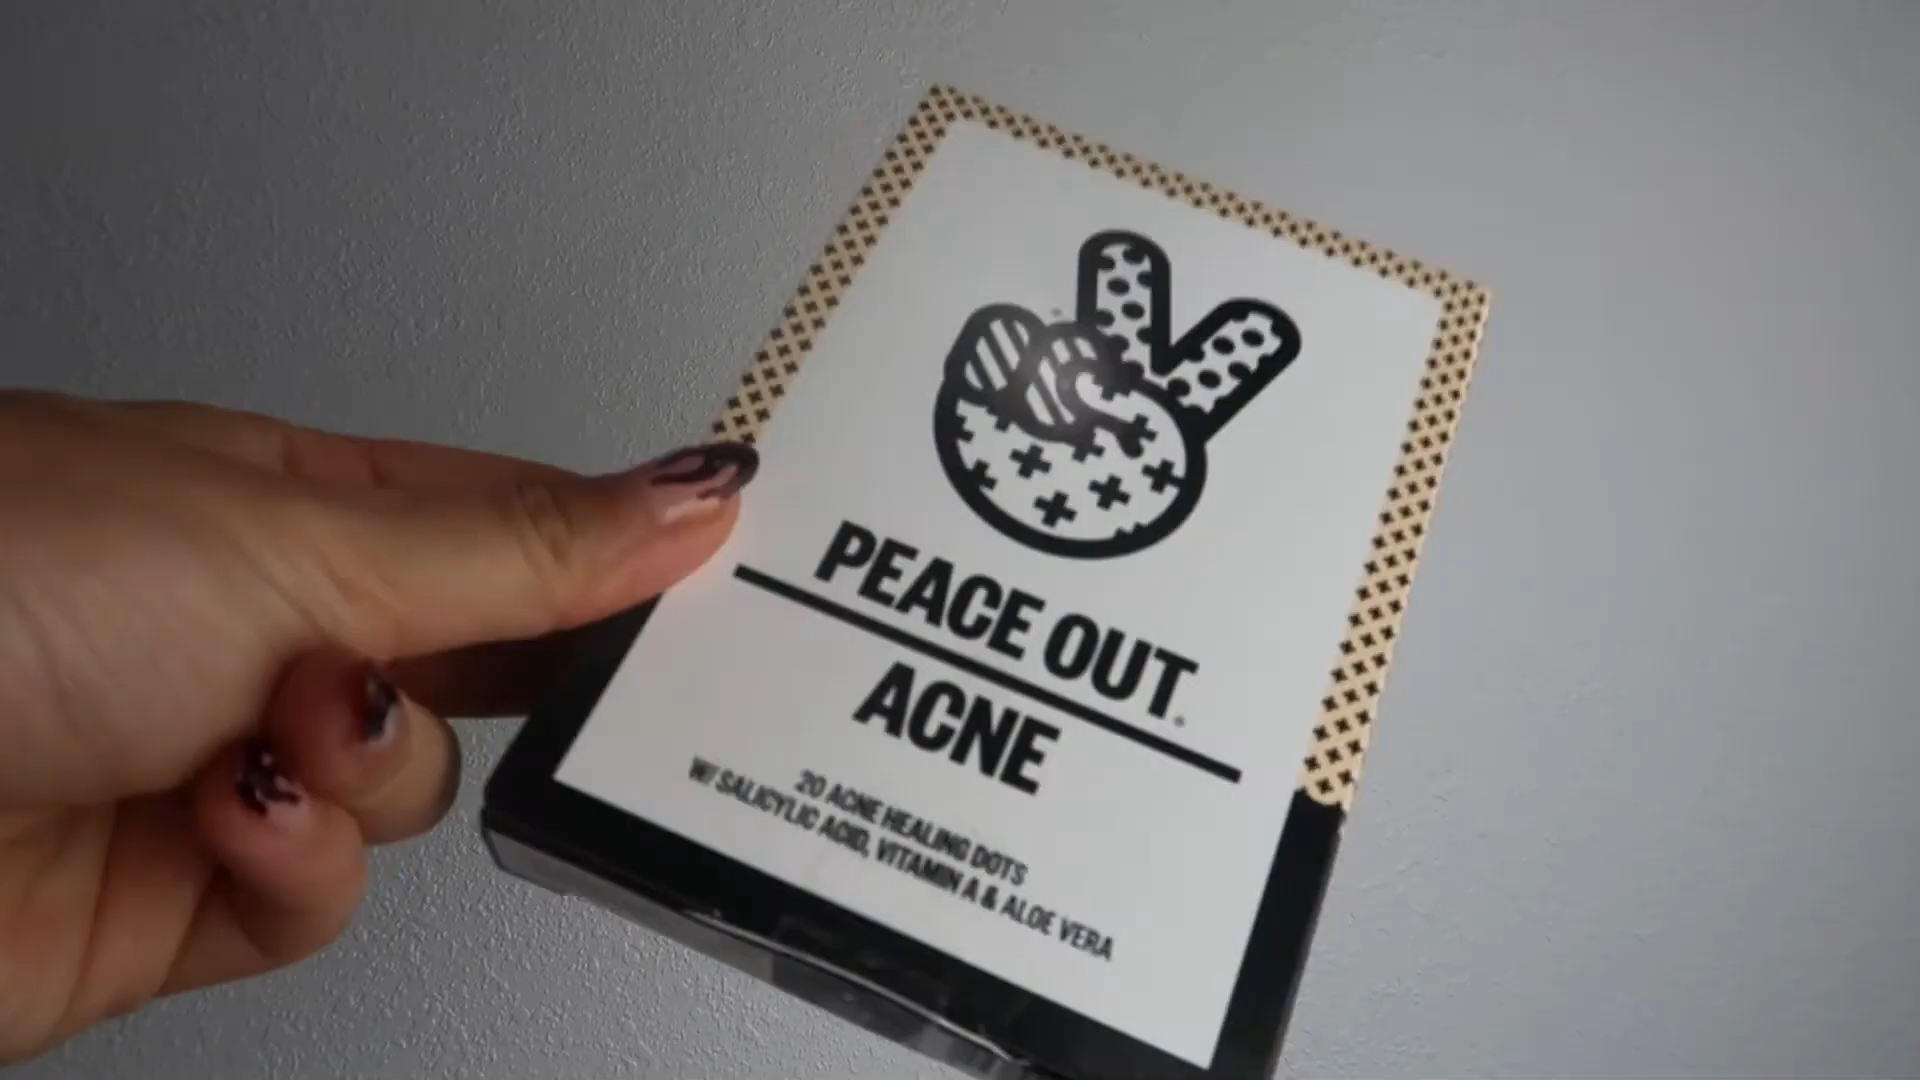 PEACE OUT®
ACNE
20 ACNE HEALING DOTS
W/ SALICYLIC ACID, VITAMIN A & ALOE VERA